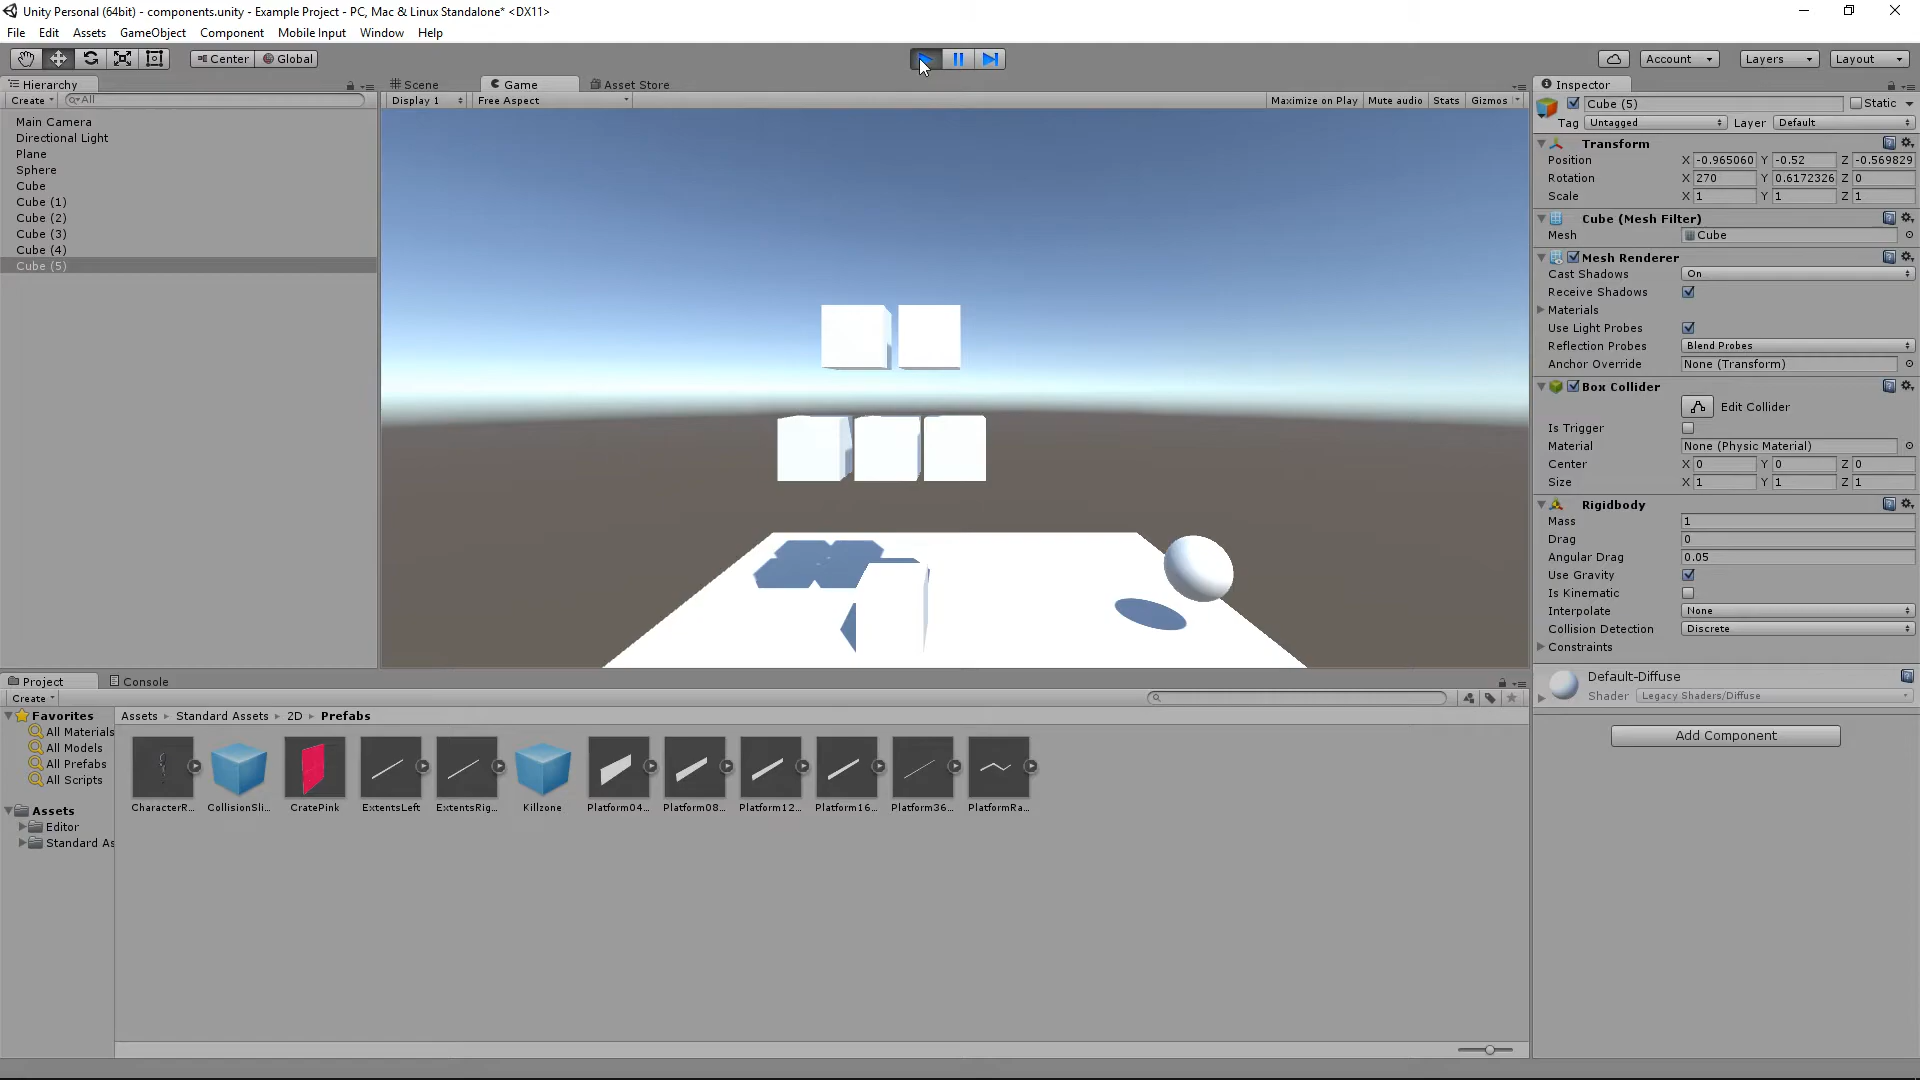 Unity Personal (64bit) - components.unity - Example Project - PC, Mac & Linux Standalone* <DX11>
File Edit Assets GameObject Component Mobile Input Window Help
Center Global Account Layers Layout
Hierarchy
Create All
Main Camera
Directional Light
Plane
Sphere
Cube
Cube (1)
Cube (2)
Cube (3)
Cube (4)
Cube (5)
Scene Game Asset Store
Display 1 Free Aspect Maximize on Play Mute audio Stats Gizmos
Inspector
Cube (5) Static
Tag Untagged Layer Default
Transform
Position X -0.965060 Y -0.52 Z -0.569829
Rotation X 270 Y 0.6172326 Z 0
Scale X 1 Y 1 Z 1
Cube (Mesh Filter)
Mesh Cube
Mesh Renderer
Cast Shadows On
Receive Shadows
Materials
Use Light Probes
Reflection Probes Blend Probes
Anchor Override None (Transform)
Box Collider
Edit Collider
Is Trigger
Material None (Physic Material)
Center X 0 Y 0 Z 0
Size X 1 Y 1 Z 1
Rigidbody
Mass 1
Drag 0
Angular Drag 0.05
Use Gravity
Is Kinematic
Interpolate None
Collision Detection Discrete
Constraints
Default-Diffuse
Shader Legacy Shaders/Diffuse
Add Component
Project Console
Create
Favorites
All Materials
All Models
All Prefabs
All Scripts
Assets
Editor
Standard As
Assets Standard Assets 2D Prefabs
CharacterR... CollisionSli... CratePink ExtentsLeft ExtentsRig... Killzone Platform04... Platform08... Platform12... Platform16... Platform36... PlatformRa...